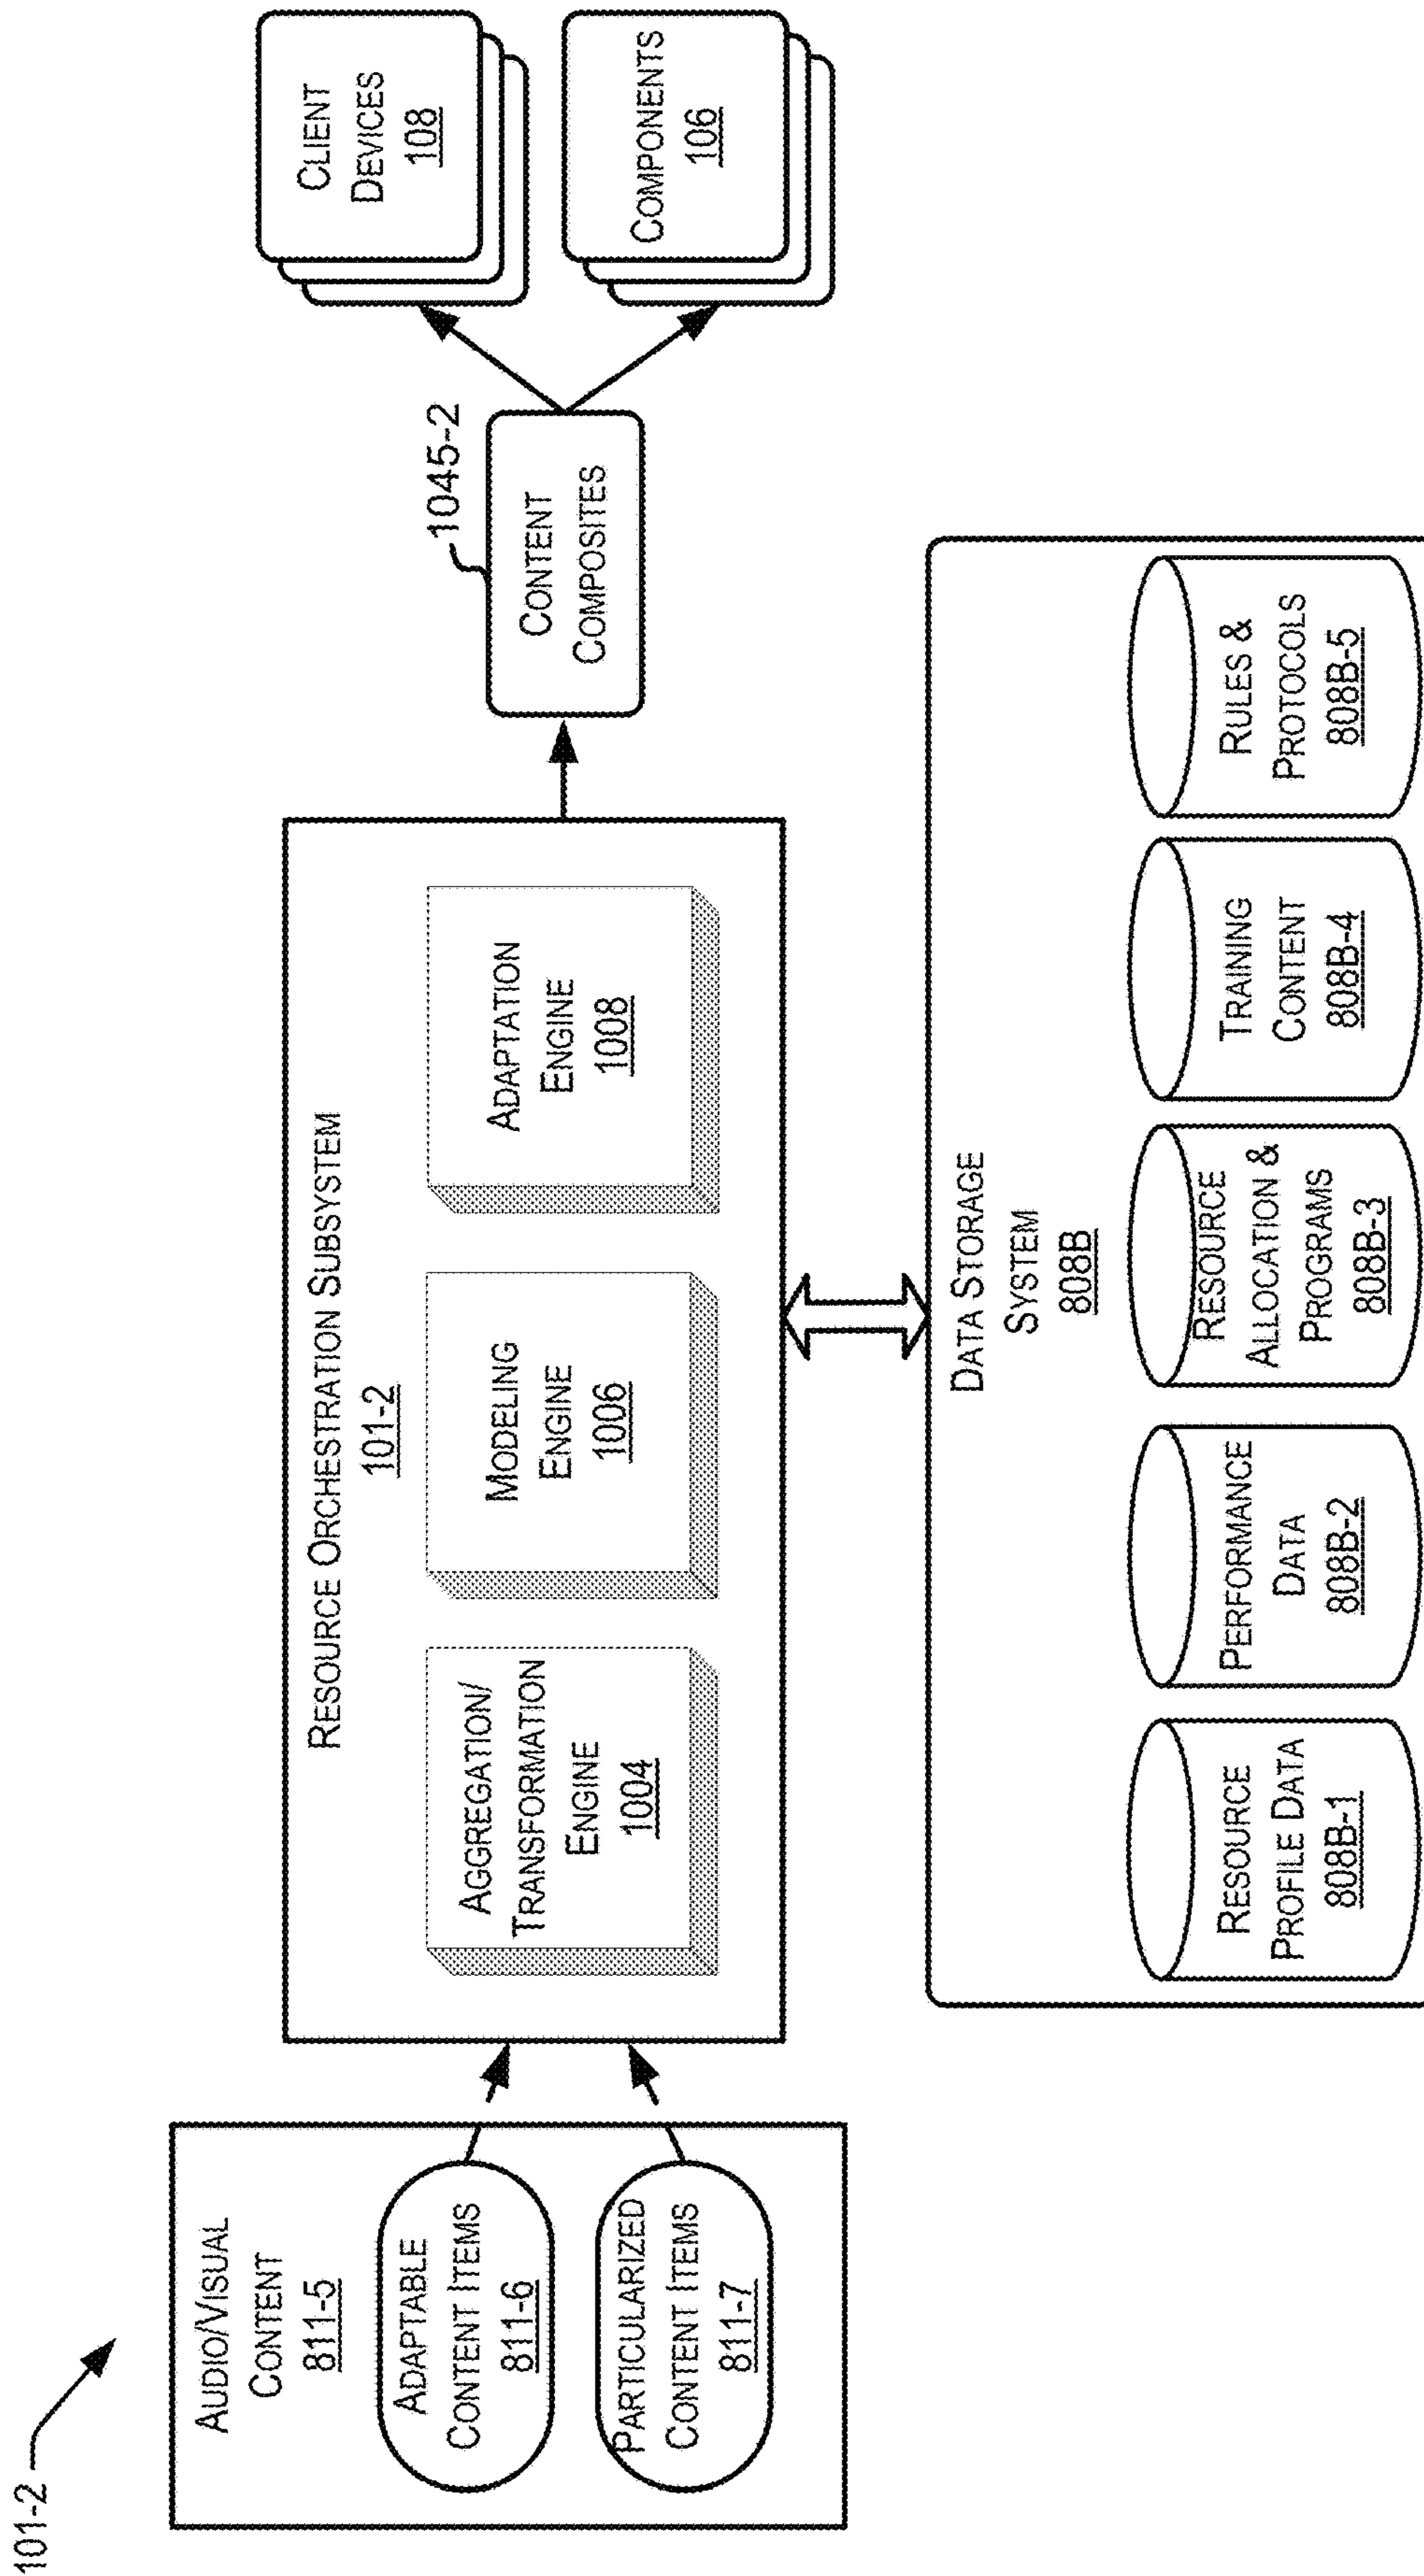 101-2
AUDIO/VISUAL
CONTENT
811-5
ADAPTABLE
CONTENT ITEMS
811-6
PARTICULARIZED
CONTENT ITEMS
811-7
RESOURCE ORCHESTRATION SUBSYSTEM
101-2
AGGREGATION/
TRANSFORMATION
ENGINE
1004
MODELING
ENGINE
1006
ADAPTATION
ENGINE
1008
1045-2
CONTENT
COMPOSITES
CLIENT
DEVICES
108
COMPONENTS
106
DATA STORAGE
SYSTEM
808B
RESOURCE
PROFILE DATA
808B-1
PERFORMANCE
DATA
808B-2
RESOURCE
ALLOCATION &
PROGRAMS
808B-3
TRAINING
CONTENT
808B-4
RULES &
PROTOCOLS
808B-5